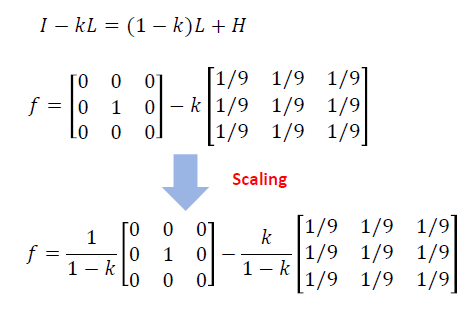 I − kL = (1 − k)L + H
f = [0 0 0; 0 1 0; 0 0 0] − k [1/9 1/9 1/9; 1/9 1/9 1/9; 1/9 1/9 1/9]
Scaling
f = 1/(1 − k) [0 0 0; 0 1 0; 0 0 0] − k/(1 − k) [1/9 1/9 1/9; 1/9 1/9 1/9; 1/9 1/9 1/9]